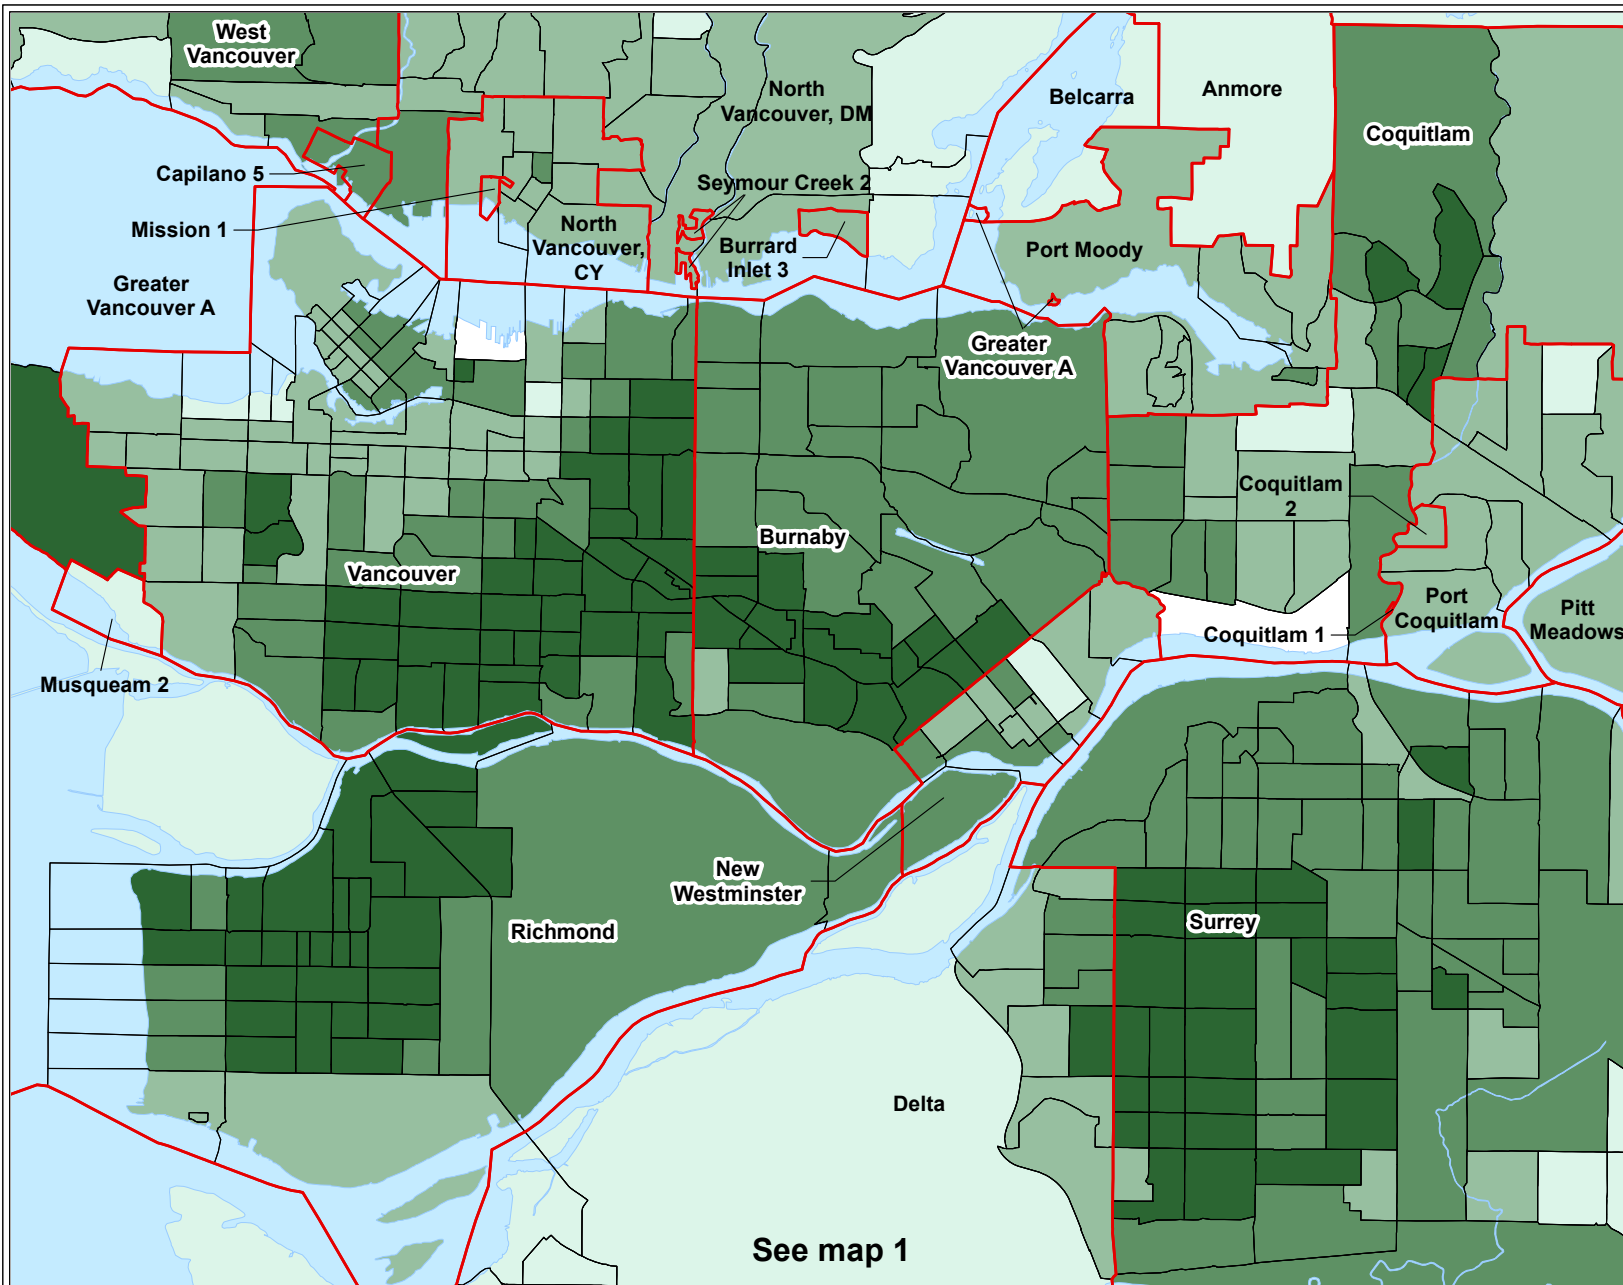 West
Vancouver
North
Vancouver, DM
Belcarra
Anmore
Coquitlam
Capilano 5
Seymour Creek 2
Mission 1
North
Vancouver,
CY
Burrard
Inlet 3
Port Moody
Greater
Vancouver A
Greater
Vancouver A
Coquitlam
2
Burnaby
Vancouver
Port
Coquitlam
Pitt
Meadows
Coquitlam 1
Musqueam 2
New
Westminster
Richmond
Surrey
Delta
See map 1